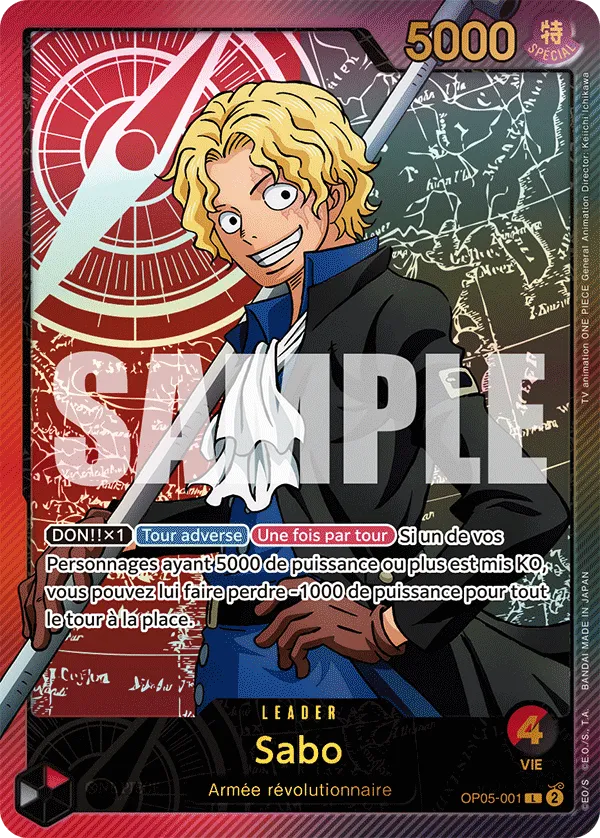 5000
特
SPÉCIAL
TV animation ONE PIECE General Animation Director: Keiichi Ichikawa
SAMPLE
DON!!×1 Tour adverse Une fois par tour Si un de vos
Personnages ayant 5000 de puissance ou plus est mis KO,
vous pouvez lui faire perdre -1000 de puissance pour tout
le tour à la place.
LEADER
Sabo
Armée révolutionnaire
4
VIE
OP05-001 L 2
©EO/S ©E.O./S., T.A. BANDAI MADE IN JAPAN